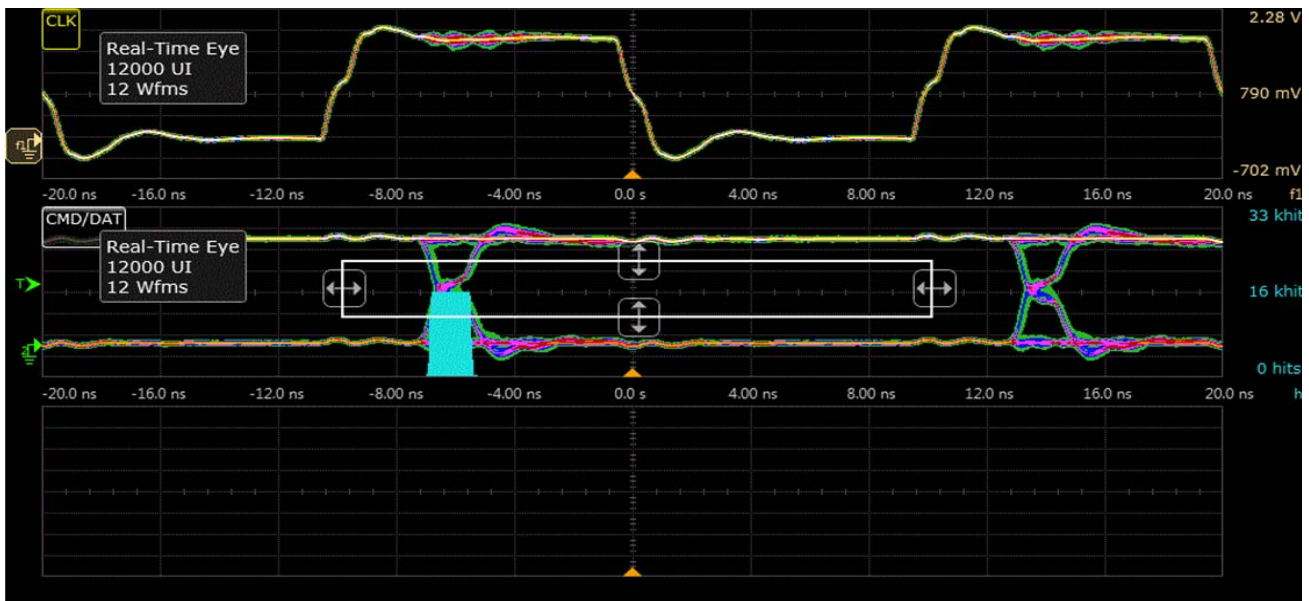 CLK
Real-Time Eye
12000 UI
12 Wfms
2.28 V
790 mV
-702 mV
f1
-20.0 ns -16.0 ns -12.0 ns -8.00 ns -4.00 ns 0.0 s 4.00 ns 8.00 ns 12.0 ns 16.0 ns 20.0 ns f1
CMD/DAT
Real-Time Eye
12000 UI
12 Wfms
33 khit
16 khit
0 hits
T
-20.0 ns -16.0 ns -12.0 ns -8.00 ns -4.00 ns 0.0 s 4.00 ns 8.00 ns 12.0 ns 16.0 ns 20.0 ns h